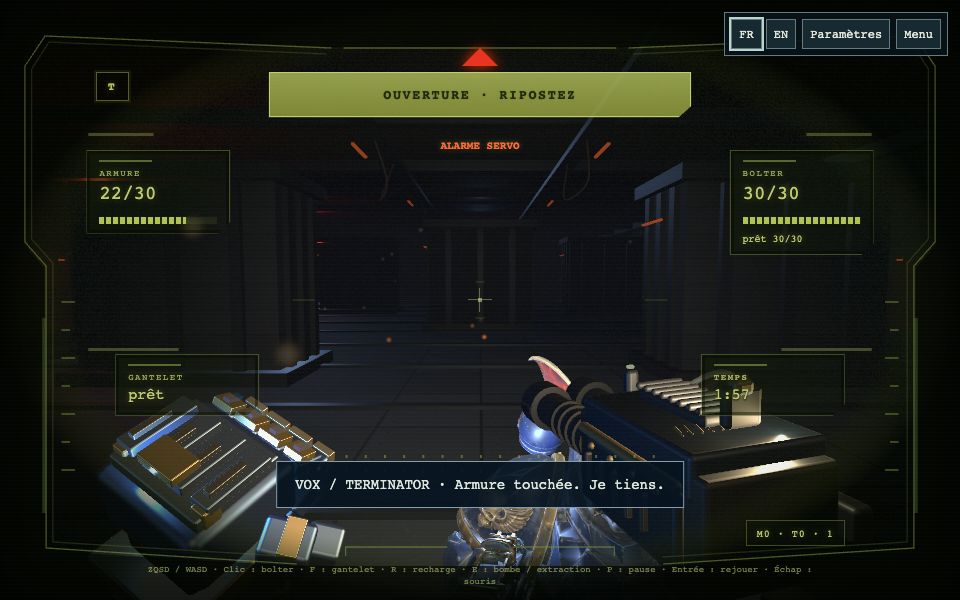 FR EN Paramètres Menu
T
OUVERTURE · RIPOSTEZ
ALARME SERVO
ARMURE
22/30
BOLTER
30/30
prêt 30/30
GANTELET
prêt
TEMPS
1:57
VOX / TERMINATOR · Armure touchée. Je tiens.
M0 · T0 · 1
ZQSD / WASD · Clic : bolter · F : gantelet · R : recharge · E : bombe / extraction · P : pause · Entrée : rejouer · Échap :
souris